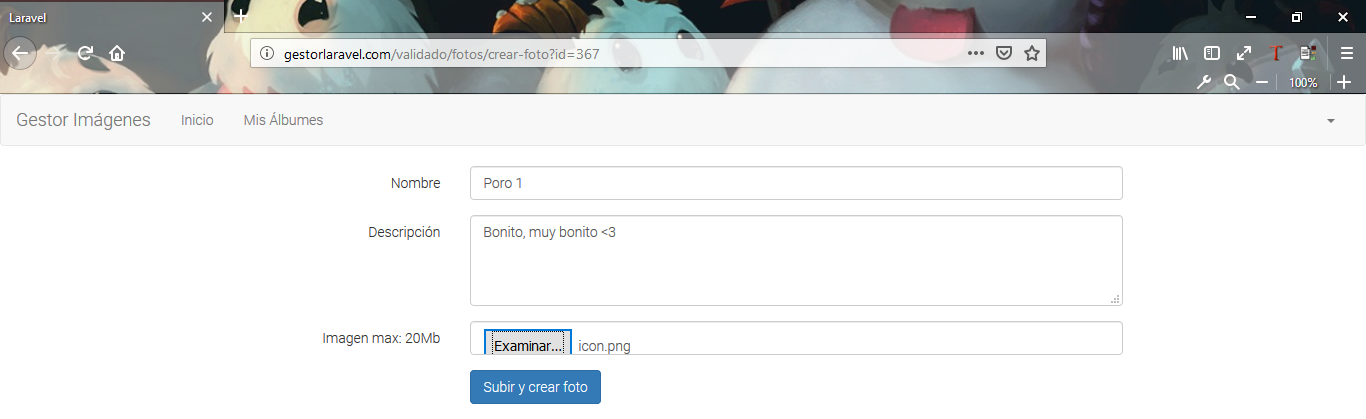 Laravel
gestorlaravel.com/validado/fotos/crear-foto?id=367
100%
Gestor Imágenes Inicio Mis Álbumes
Nombre Poro 1
Descripción Bonito, muy bonito <3
Imagen max: 20Mb Examinar... icon.png
Subir y crear foto